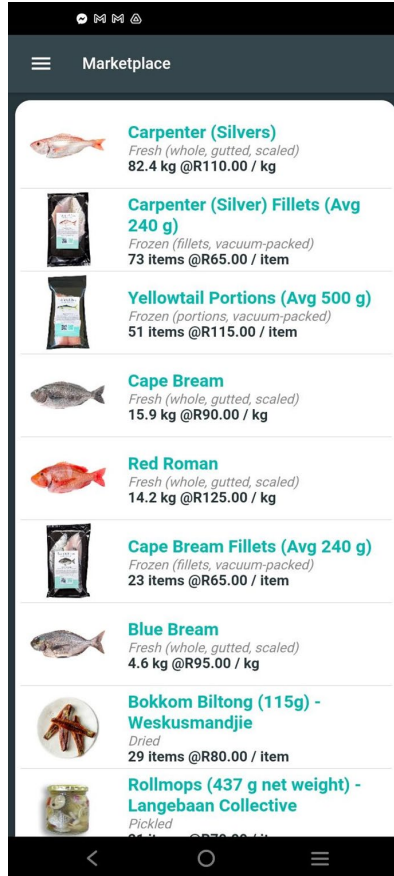 Marketplace
Carpenter (Silvers)
Fresh (whole, gutted, scaled)
82.4 kg @R110.00 / kg
Carpenter (Silver) Fillets (Avg
240 g)
Frozen (fillets, vacuum-packed)
73 items @R65.00 / item
Yellowtail Portions (Avg 500 g)
Frozen (portions, vacuum-packed)
51 items @R115.00 / item
Cape Bream
Fresh (whole, gutted, scaled)
15.9 kg @R90.00 / kg
Red Roman
Fresh (whole, gutted, scaled)
14.2 kg @R125.00 / kg
Cape Bream Fillets (Avg 240 g)
Frozen (fillets, vacuum-packed)
23 items @R65.00 / item
Blue Bream
Fresh (whole, gutted, scaled)
4.6 kg @R95.00 / kg
Bokkom Biltong (115g) -
Weskusmandjie
Dried
29 items @R80.00 / item
Rollmops (437 g net weight) -
Langebaan Collective
Pickled